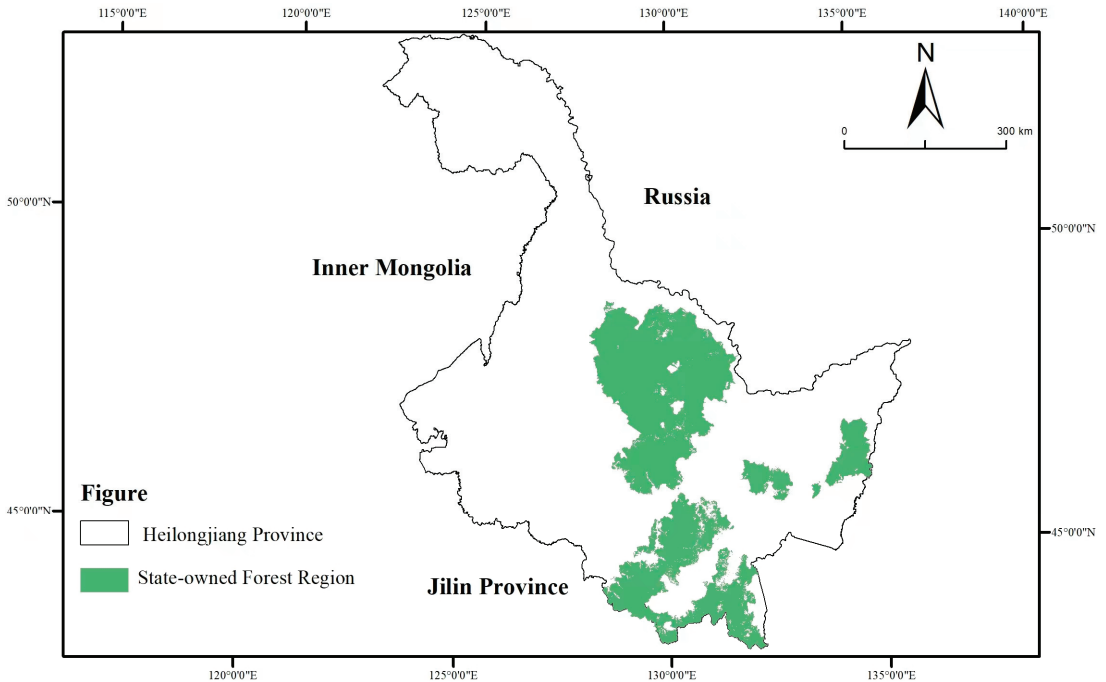 115°0'0"E
120°0'0"E
125°0'0"E
130°0'0"E
135°0'0"E
140°0'0"E
N
0
300 km
Russia
50°0'0"N
50°0'0"N
Inner Mongolia
Figure
45°0'0"N
Heilongjiang Province
45°0'0"N
State-owned Forest Region
Jilin Province
120°0'0"E
125°0'0"E
130°0'0"E
135°0'0"E